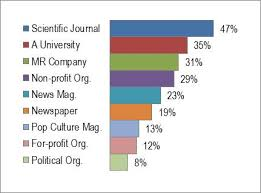 Scientific Journal 47%
A University 35%
MR Company 31%
Non-profit Org. 29%
News Mag. 23%
Newspaper 19%
Pop Culture Mag. 13%
For-profit Org. 12%
Political Org. 8%